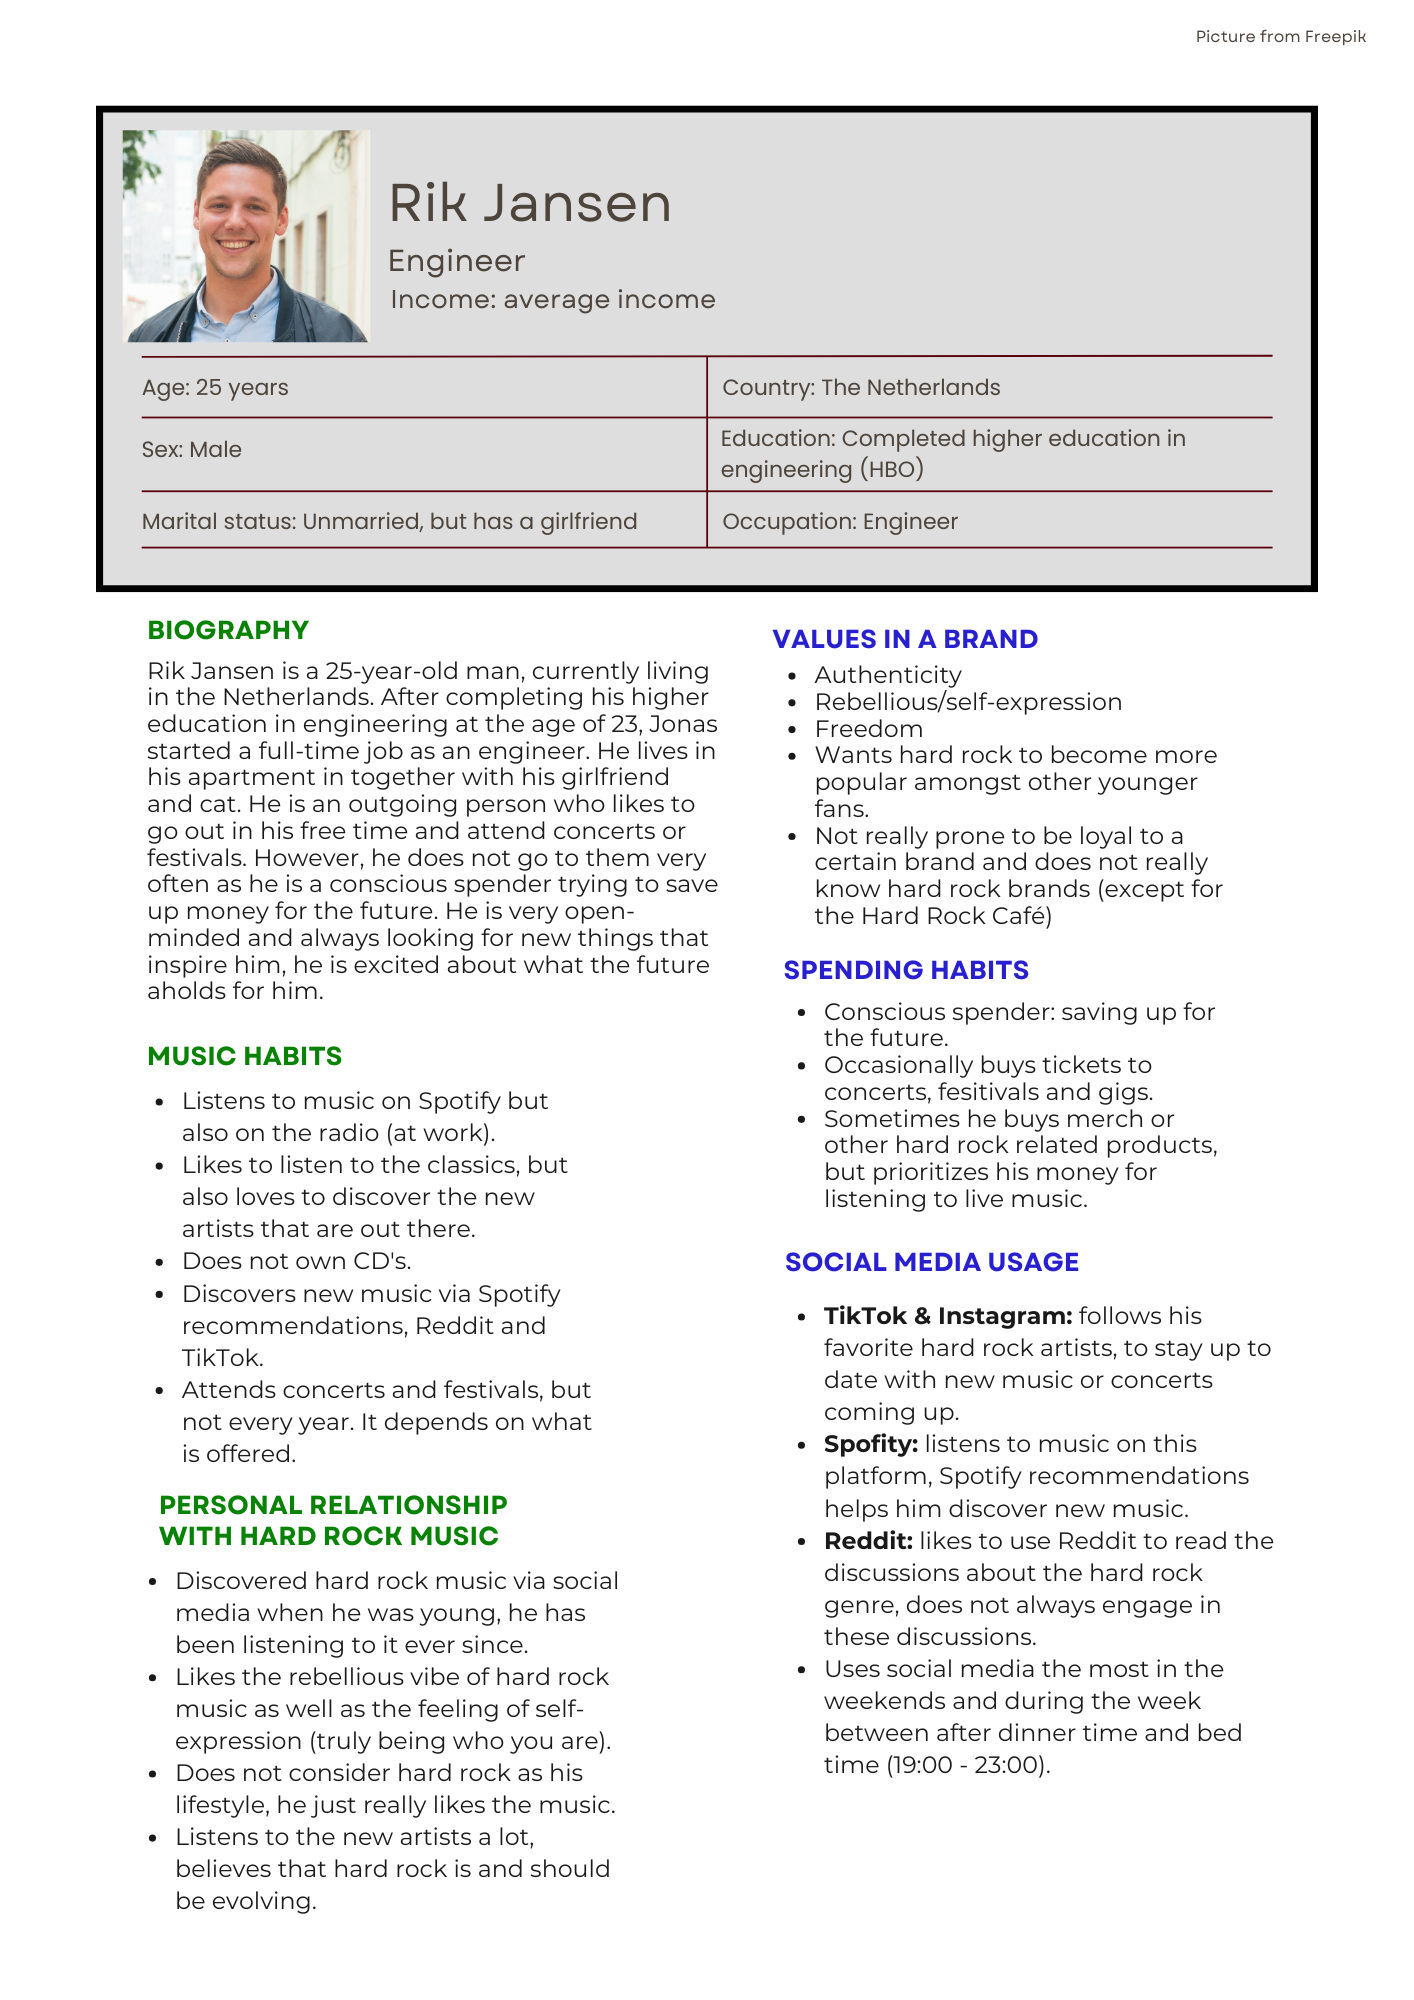 Picture from Freepik
Rik Jansen
Engineer
Income: average income
Age: 25 years
Country: The Netherlands
Sex: Male
Education: Completed higher education in
engineering (HBO)
Marital status: Unmarried, but has a girlfriend
Occupation: Engineer
BIOGRAPHY
Rik Jansen is a 25-year-old man, currently living
in the Netherlands. After completing his higher
education in engineering at the age of 23, Jonas
started a full-time job as an engineer. He lives in
his apartment in together with his girlfriend
and cat. He is an outgoing person who likes to
go out in his free time and attend concerts or
festivals. However, he does not go to them very
often as he is a conscious spender trying to save
up money for the future. He is very open-
minded and always looking for new things that
inspire him, he is excited about what the future
aholds for him.
MUSIC HABITS
• Listens to music on Spotify but
also on the radio (at work).
• Likes to listen to the classics, but
also loves to discover the new
artists that are out there.
• Does not own CD's.
• Discovers new music via Spotify
recommendations, Reddit and
TikTok.
• Attends concerts and festivals, but
not every year. It depends on what
is offered.
PERSONAL RELATIONSHIP
WITH HARD ROCK MUSIC
• Discovered hard rock music via social
media when he was young, he has
been listening to it ever since.
• Likes the rebellious vibe of hard rock
music as well as the feeling of self-
expression (truly being who you are).
• Does not consider hard rock as his
lifestyle, he just really likes the music.
• Listens to the new artists a lot,
believes that hard rock is and should
be evolving.
VALUES IN A BRAND
• Authenticity
• Rebellious/self-expression
• Freedom
• Wants hard rock to become more
popular amongst other younger
fans.
• Not really prone to be loyal to a
certain brand and does not really
know hard rock brands (except for
the Hard Rock Café)
SPENDING HABITS
• Conscious spender: saving up for
the future.
• Occasionally buys tickets to
concerts, fesitivals and gigs.
• Sometimes he buys merch or
other hard rock related products,
but prioritizes his money for
listening to live music.
SOCIAL MEDIA USAGE
• TikTok & Instagram: follows his
favorite hard rock artists, to stay up to
date with new music or concerts
coming up.
• Spofity: listens to music on this
platform, Spotify recommendations
helps him discover new music.
• Reddit: likes to use Reddit to read the
discussions about the hard rock
genre, does not always engage in
these discussions.
• Uses social media the most in the
weekends and during the week
between after dinner time and bed
time (19:00 - 23:00).